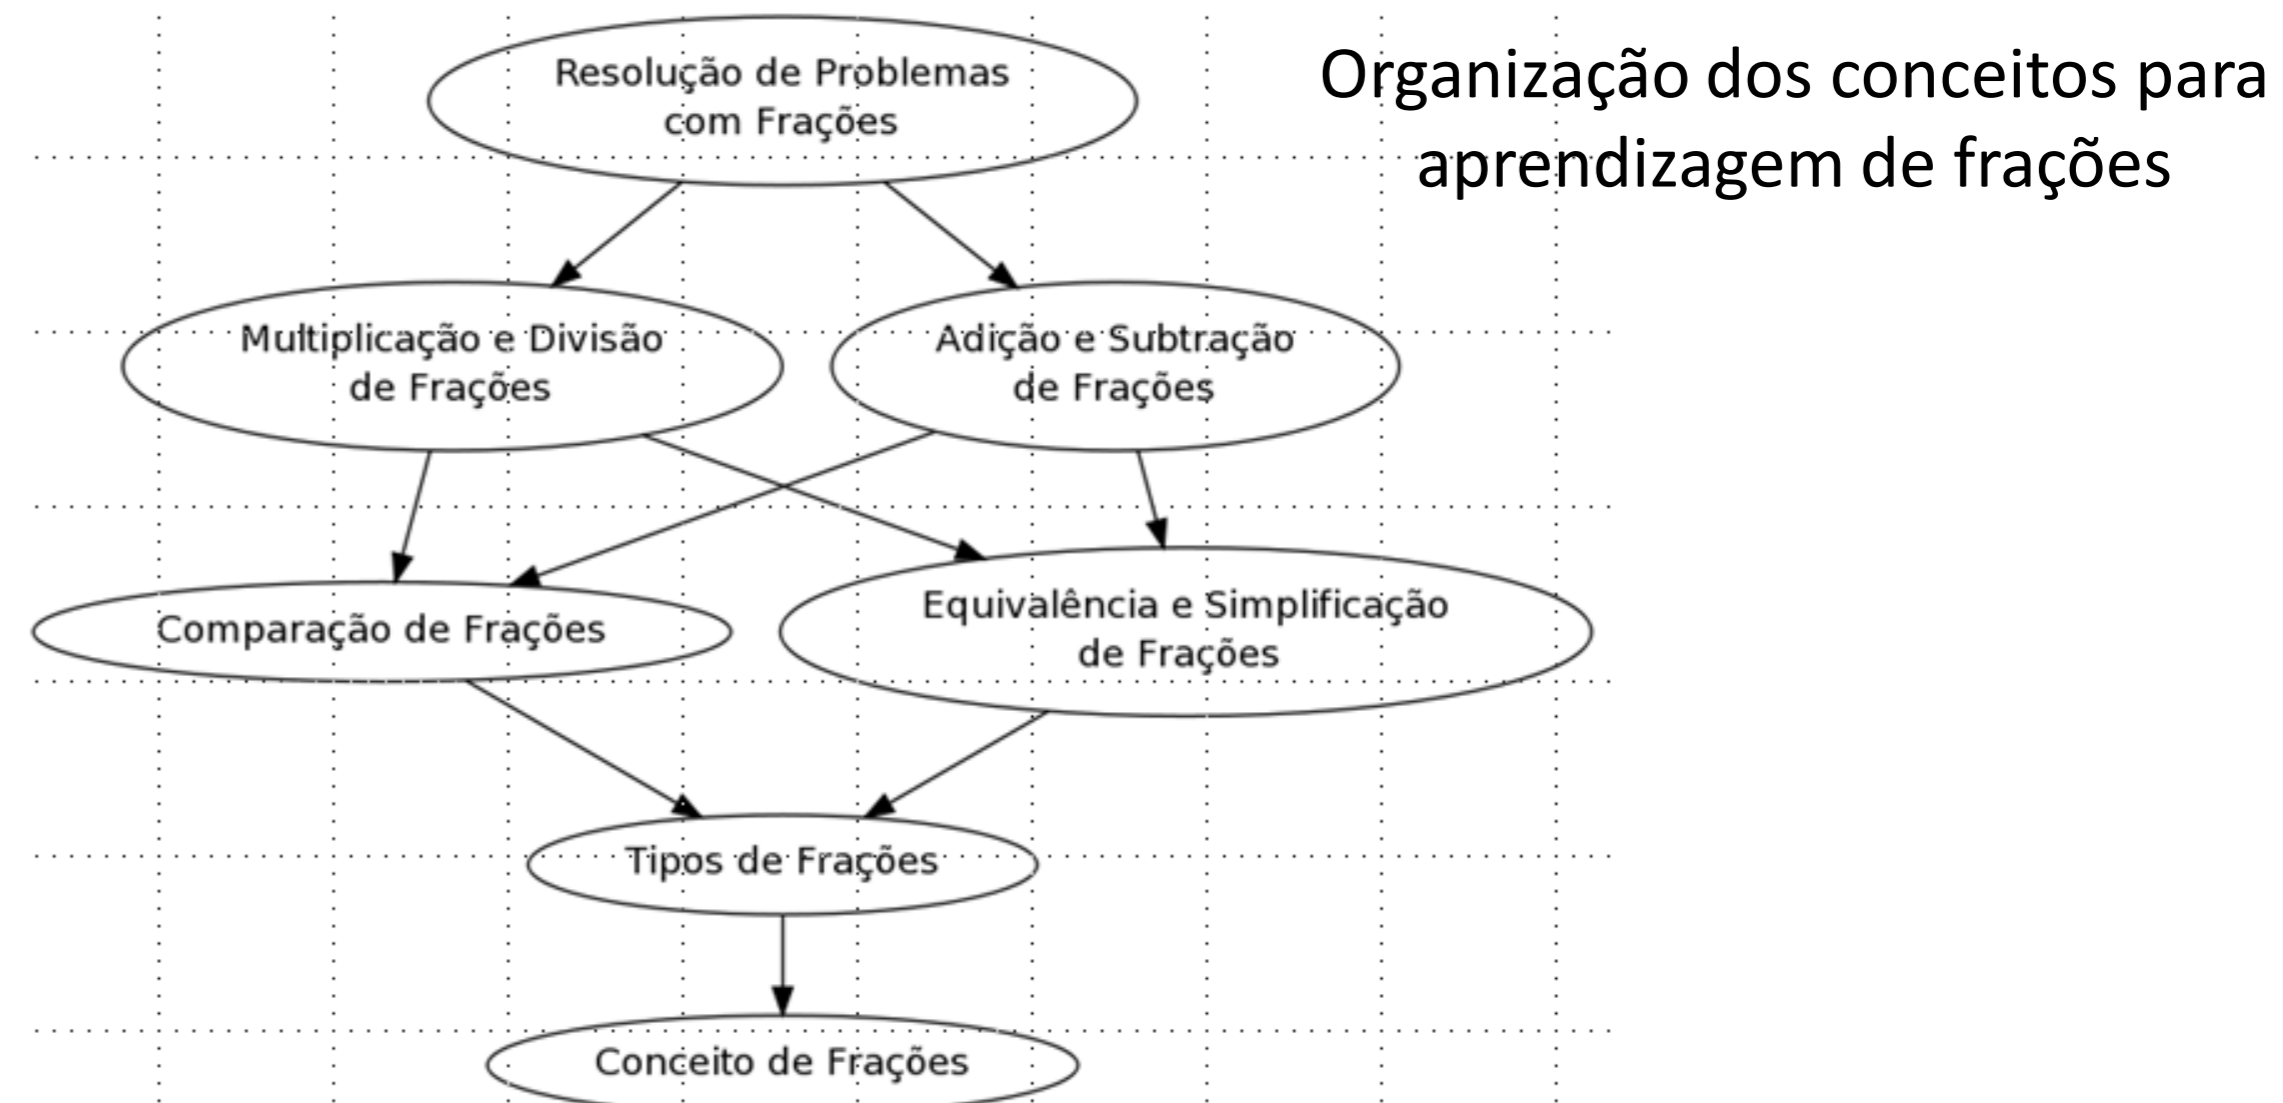 Organização dos conceitos para
aprendizagem de frações
Resolução de Problemas
com Frações
Multiplicação e Divisão
de Frações
Adição e Subtração
de Frações
Comparação de Frações
Equivalência e Simplificação
de Frações
Tipos de Frações
Conceito de Frações